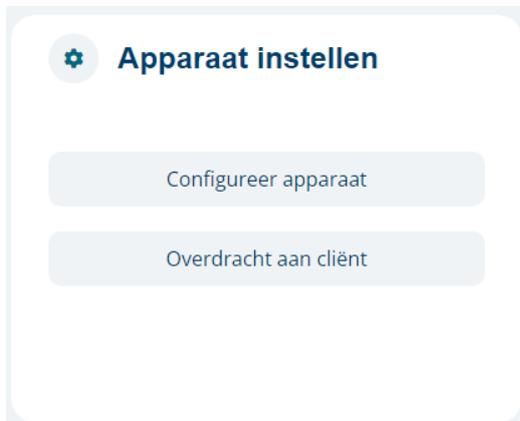 Apparaat instellen
Configureer apparaat
Overdracht aan cliënt